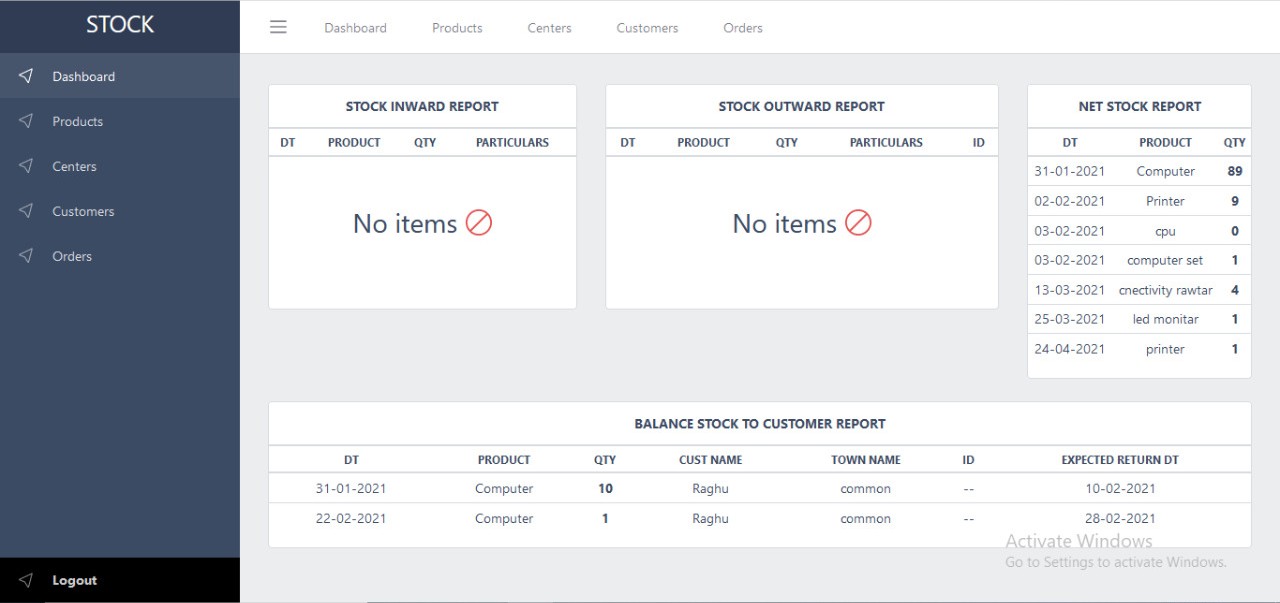 STOCK
Dashboard Products Centers Customers Orders
Dashboard
Products
Centers
Customers
Orders
Logout
STOCK INWARD REPORT
DT PRODUCT QTY PARTICULARS
No items
STOCK OUTWARD REPORT
DT PRODUCT QTY PARTICULARS ID
No items
NET STOCK REPORT
DT PRODUCT QTY
31-01-2021 Computer 89
02-02-2021 Printer 9
03-02-2021 cpu 0
03-02-2021 computer set 1
13-03-2021 cnectivity rawtar 4
25-03-2021 led monitar 1
24-04-2021 printer 1
BALANCE STOCK TO CUSTOMER REPORT
DT PRODUCT QTY CUST NAME TOWN NAME ID EXPECTED RETURN DT
31-01-2021 Computer 10 Raghu common -- 10-02-2021
22-02-2021 Computer 1 Raghu common -- 28-02-2021
Activate Windows
Go to Settings to activate Windows.